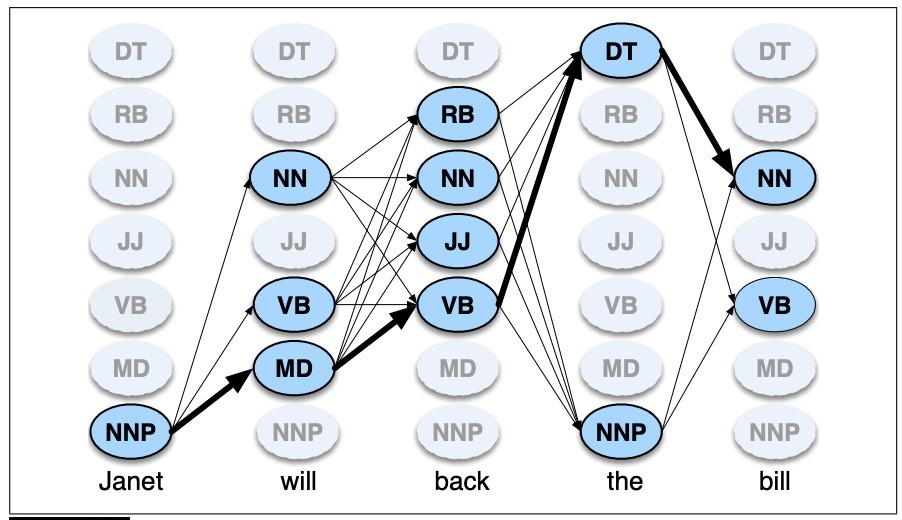 DT DT DT DT DT
RB RB RB RB RB
NN NN NN NN NN
JJ JJ JJ JJ JJ
VB VB VB VB VB
MD MD MD MD MD
NNP NNP NNP NNP NNP
Janet will back the bill